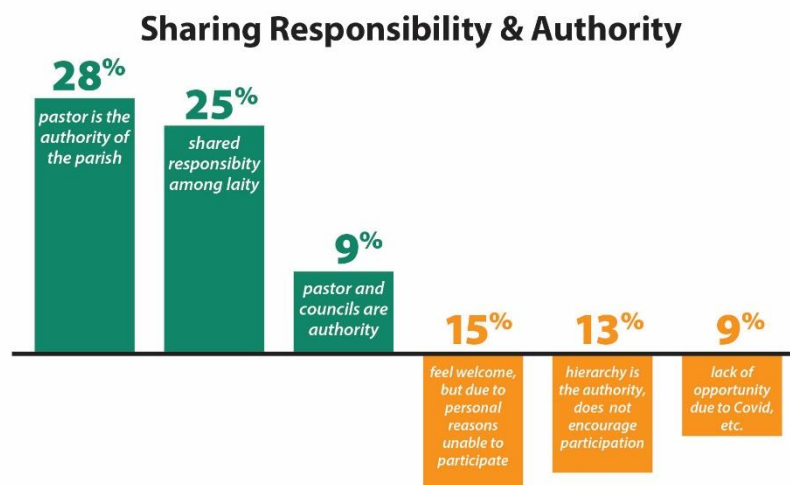 Sharing Responsibility & Authority
28%
pastor is the
authority of
the parish
25%
shared
responsibity
among laity
9%
pastor and
councils are
authority
15%
feel welcome,
but due to
personal
reasons
unable to
participate
13%
hierarchy is
the authority,
does not
encourage
participation
9%
lack of
opportunity
due to Covid,
etc.